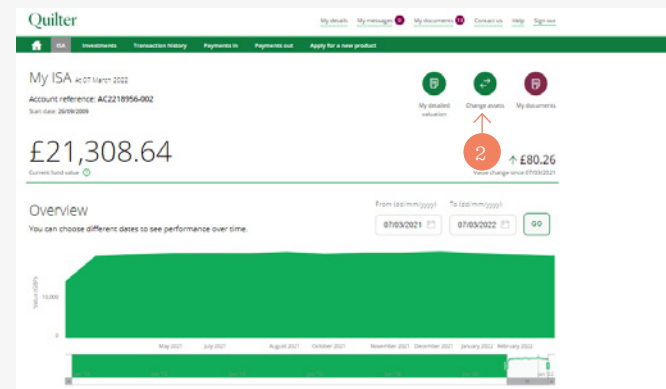 Quilter
My details My messages 0 My documents 10 Contact us Help Sign out
ISA Investments Transaction history Payments in Payments out Apply for a new product
My ISA At 07 March 2022
Account reference: AC2218956-002
Start date: 26/09/2009
My detailed valuation
Change assets
My documents
2
£21,308.64
Current fund value
£80.26
Value change since 07/03/2021
Overview
You can choose different dates to see performance over time.
From (dd/mm/yyyy) To (dd/mm/yyyy)
07/03/2021 07/03/2022 GO
Value (GBP)
10,000
0
May 2021 July 2021 August 2021 October 2021 November 2021 December 2021 January 2022 February 2022